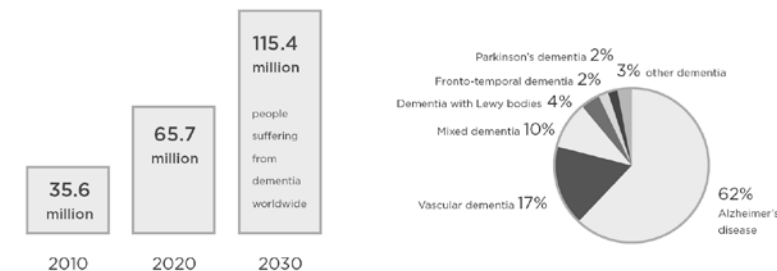 35.6
million
2010
65.7
million
2020
115.4
million
people
suffering
from
dementia
worldwide
2030
Parkinson's dementia 2%
3% other dementia
Fronto-temporal dementia 2%
Dementia with Lewy bodies 4%
Mixed dementia 10%
Vascular dementia 17%
62%
Alzheimer's
disease